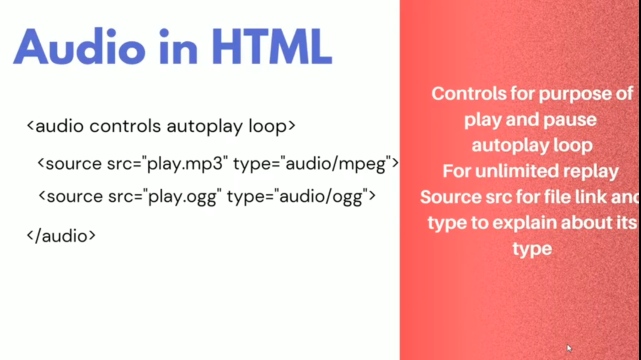 Audio in HTML
<audio controls autoplay loop>
<source src="play.mp3" type="audio/mpeg">
<source src="play.ogg" type="audio/ogg">
</audio>
Controls for purpose of
play and pause
autoplay loop
For unlimited replay
Source src for file link and
type to explain about its
type